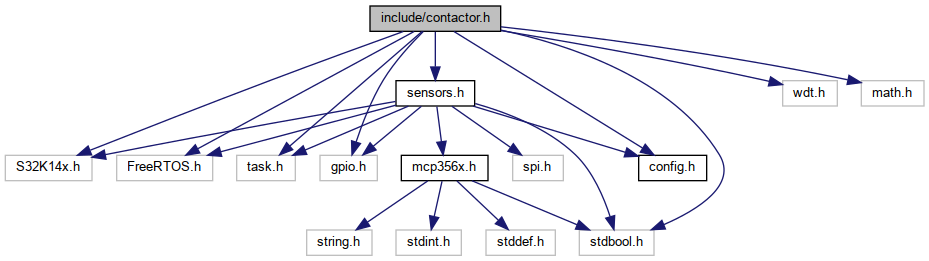 include/contactor.h
sensors.h
wdt.h
math.h
S32K14x.h
FreeRTOS.h
task.h
gpio.h
mcp356x.h
spi.h
config.h
string.h
stdint.h
stddef.h
stdbool.h